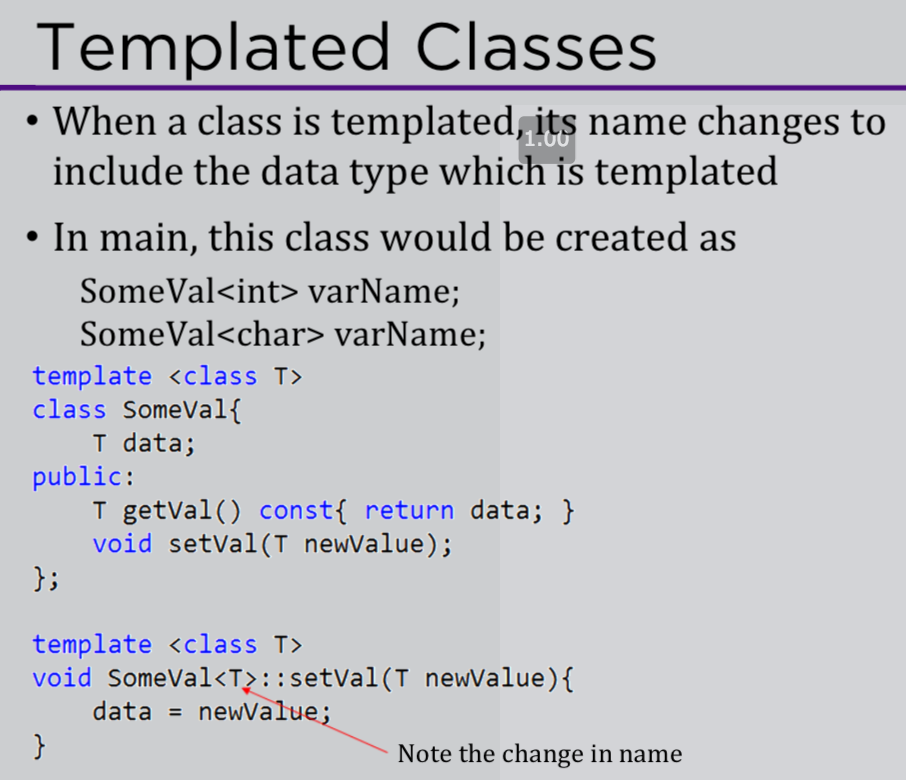 Templated Classes
• When a class is templated, its name changes to
1.00
include the data type which is templated
• In main, this class would be created as
SomeVal<int> varName;
SomeVal<char> varName;
template <class T>
class SomeVal{
    T data;
public:
    T getVal() const{ return data; }
    void setVal(T newValue);
};
template <class T>
void SomeVal<T>::setVal(T newValue){
    data = newValue;
}
Note the change in name